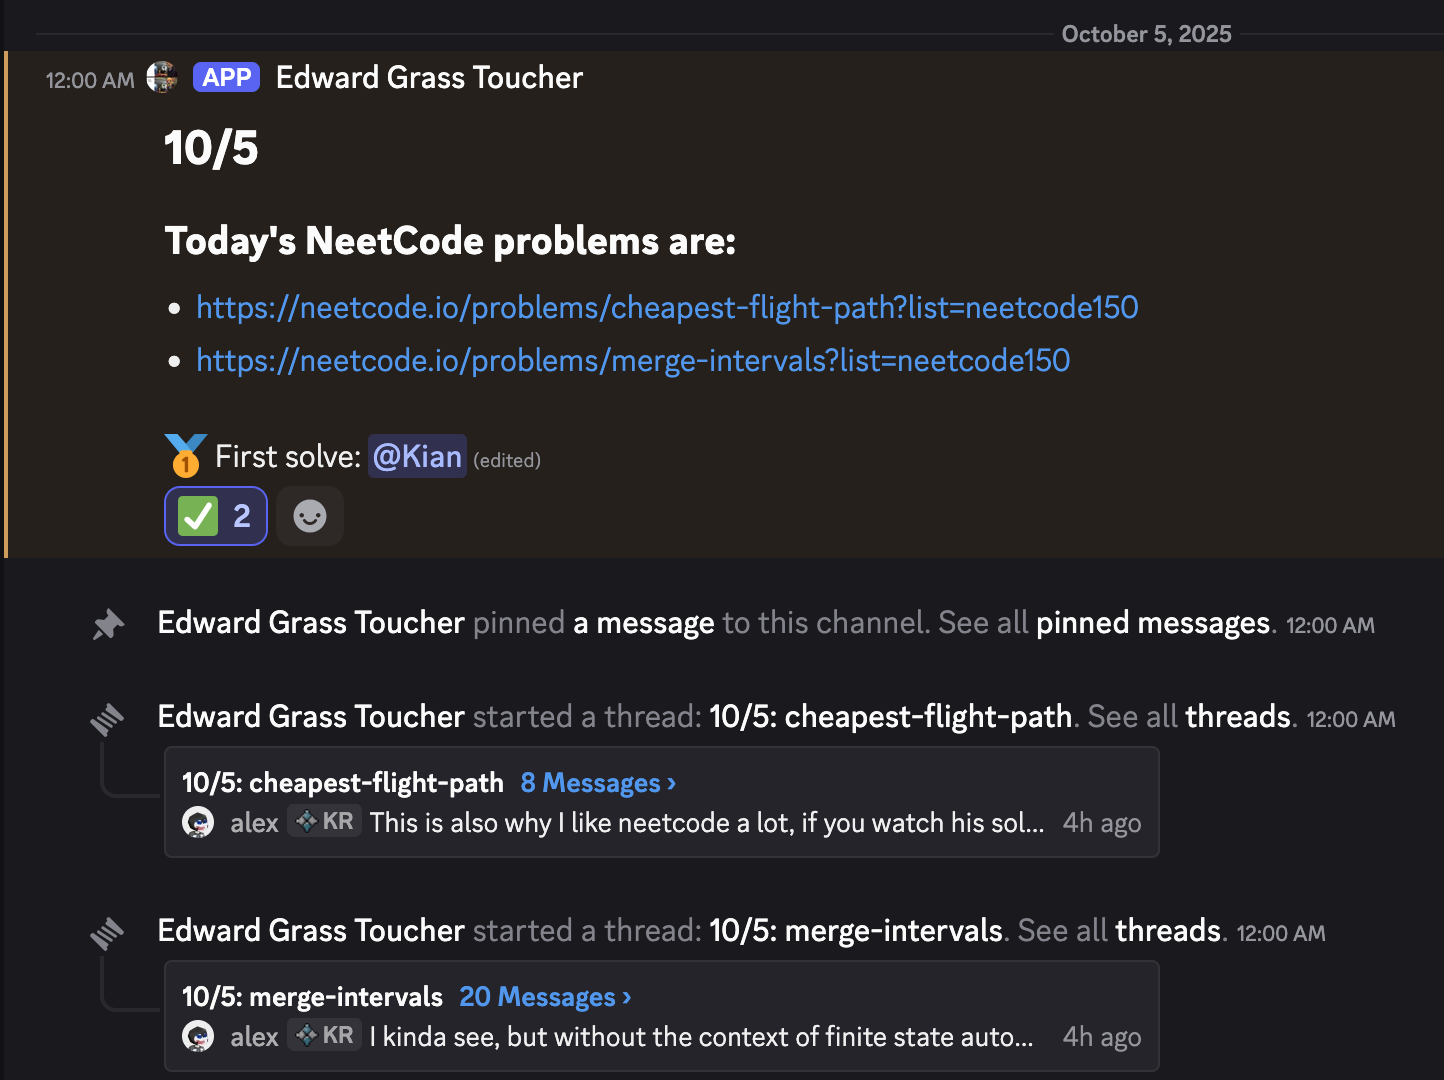 October 5, 2025
12:00 AM APP Edward Grass Toucher
10/5
Today's NeetCode problems are:
• https://neetcode.io/problems/cheapest-flight-path?list=neetcode150
• https://neetcode.io/problems/merge-intervals?list=neetcode150
1 First solve: @Kian (edited)
2
Edward Grass Toucher pinned a message to this channel. See all pinned messages. 12:00 AM
Edward Grass Toucher started a thread: 10/5: cheapest-flight-path. See all threads. 12:00 AM
10/5: cheapest-flight-path 8 Messages ›
alex KR This is also why I like neetcode a lot, if you watch his sol... 4h ago
Edward Grass Toucher started a thread: 10/5: merge-intervals. See all threads. 12:00 AM
10/5: merge-intervals 20 Messages ›
alex KR I kinda see, but without the context of finite state auto... 4h ago